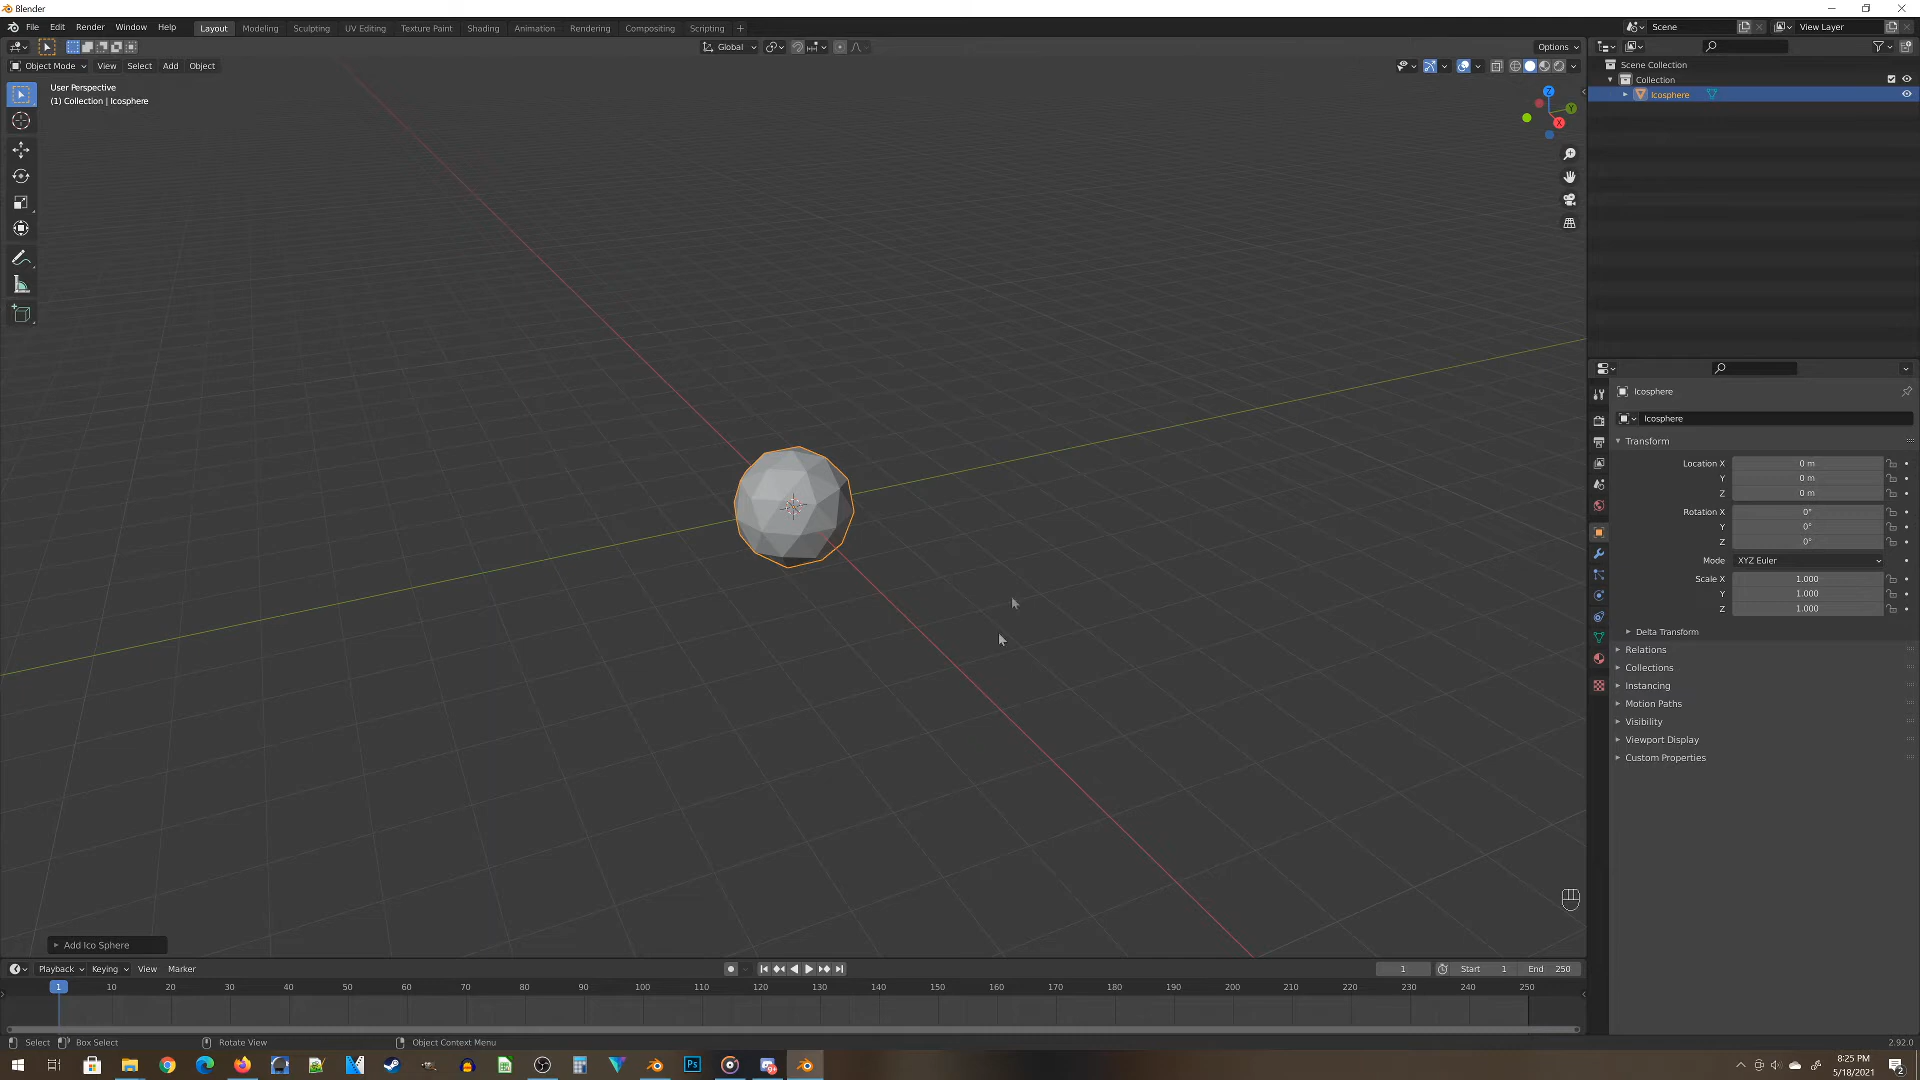 Blender
File Edit Render Window Help
Layout Modeling Sculpting UV Editing Texture Paint Shading Animation Rendering Compositing Scripting +
Scene
View Layer
Global
Options
Object Mode View Select Add Object
User Perspective
(1) Collection | Icosphere
Z
Y
X
Scene Collection
Collection
Icosphere
Icosphere
Icosphere
Transform
Location X 0 m
Y 0 m
Z 0 m
Rotation X 0°
Y 0°
Z 0°
Mode XYZ Euler
Scale X 1.000
Y 1.000
Z 1.000
Delta Transform
Relations
Collections
Instancing
Motion Paths
Visibility
Viewport Display
Custom Properties
Add Ico Sphere
Playback Keying View Marker
1 Start 1 End 250
1 10 20 30 40 50 60 70 80 90 100 110 120 130 140 150 160 170 180 190 200 210 220 230 240 250
Select Box Select Rotate View Object Context Menu 2.92.0
Ps
9+
8:25 PM
5/18/2021
2